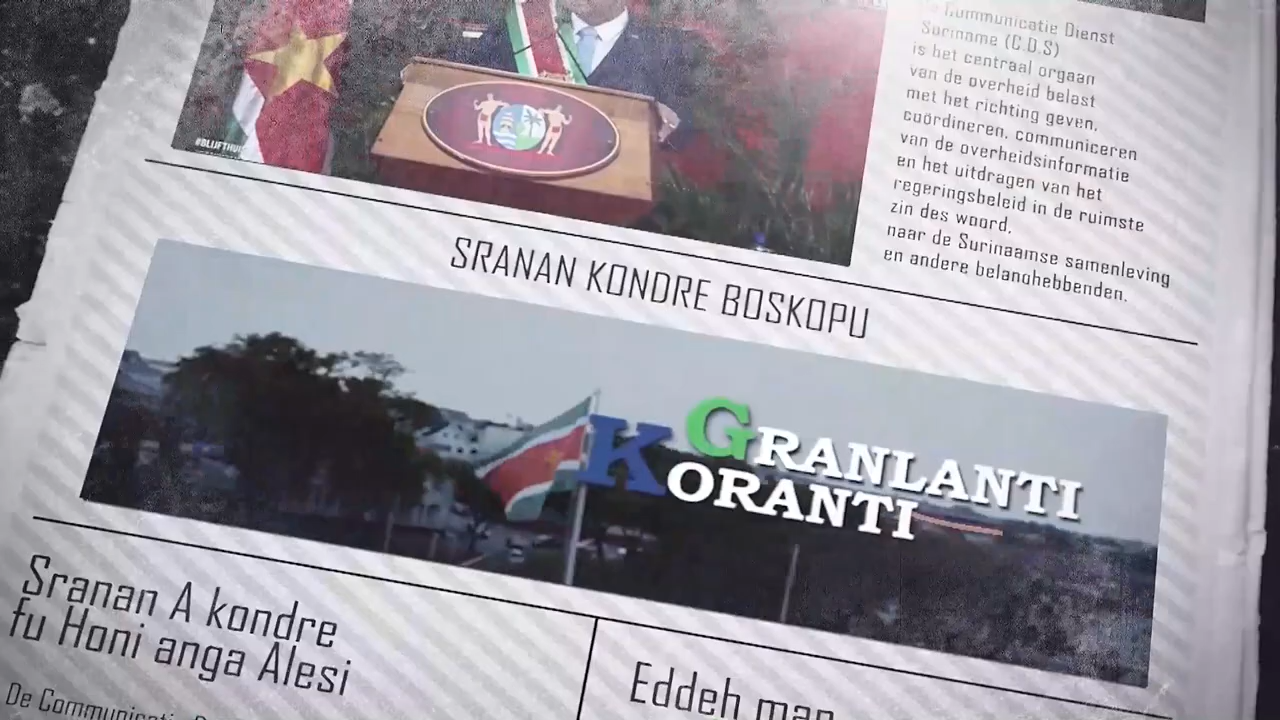 Communicatie Dienst
Suriname (C.D.S)
is het centraal orgaan
van de overheid belast
met het richting geven,
cuördineren, communiceren
van de overheidsinformatie
en het uitdragen van het
regeringsbeleid in de ruimste
zin des woord,
naar de Surinaamse samenleving
en andere belanghebbenden.
SRANAN KONDRE BOSKOPU
GRANLANTI
KORANTI
Sranan A kondre
fu Honi anga Alesi
De
Eddeh man